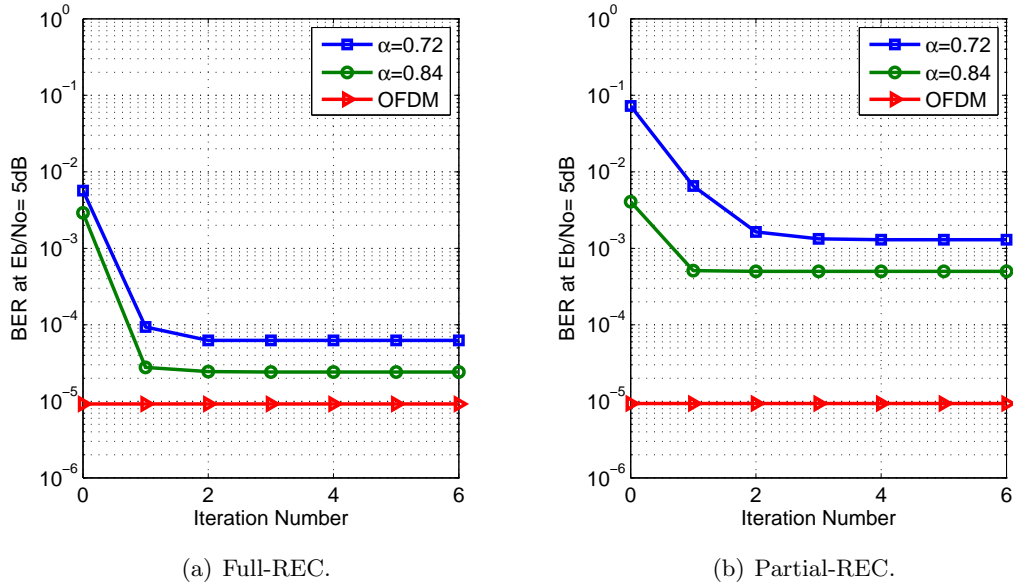 10^0
10^-1
10^-2
10^-3
10^-4
10^-5
10^-6
BER at Eb/No= 5dB
α=0.72
α=0.84
OFDM
0
2
4
6
Iteration Number
(a) Full-REC.
10^0
10^-1
10^-2
10^-3
10^-4
10^-5
10^-6
BER at Eb/No= 5dB
α=0.72
α=0.84
OFDM
0
2
4
6
Iteration Number
(b) Partial-REC.